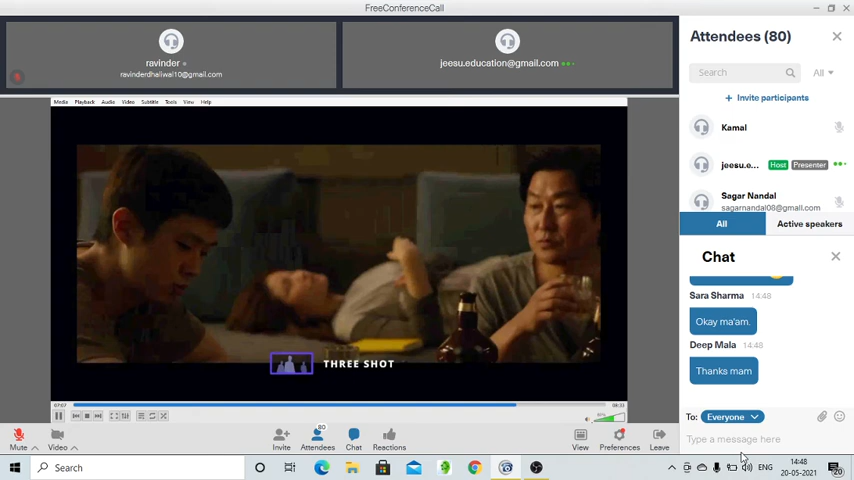 FreeConferenceCall
ravinder
ravinderdhaliwal10@gmail.com
jeesu.education@gmail.com
Attendees (80)
Search
All
+ Invite participants
Kamal
jeesu.e... Host Presenter
Sagar Nandal
sagarnandal08@gmail.com
All
Active speakers
Media Playback Audio Video Subtitle Tools View Help
THREE SHOT
07:07
Chat
Sara Sharma 14:48
Okay ma'am.
Deep Mala 14:48
Thanks mam
To: Everyone
Type a message here
Mute
Video
Invite
80
Attendees
Chat
Reactions
View
Preferences
Leave
Search
ENG
14:48
20-05-2021
20